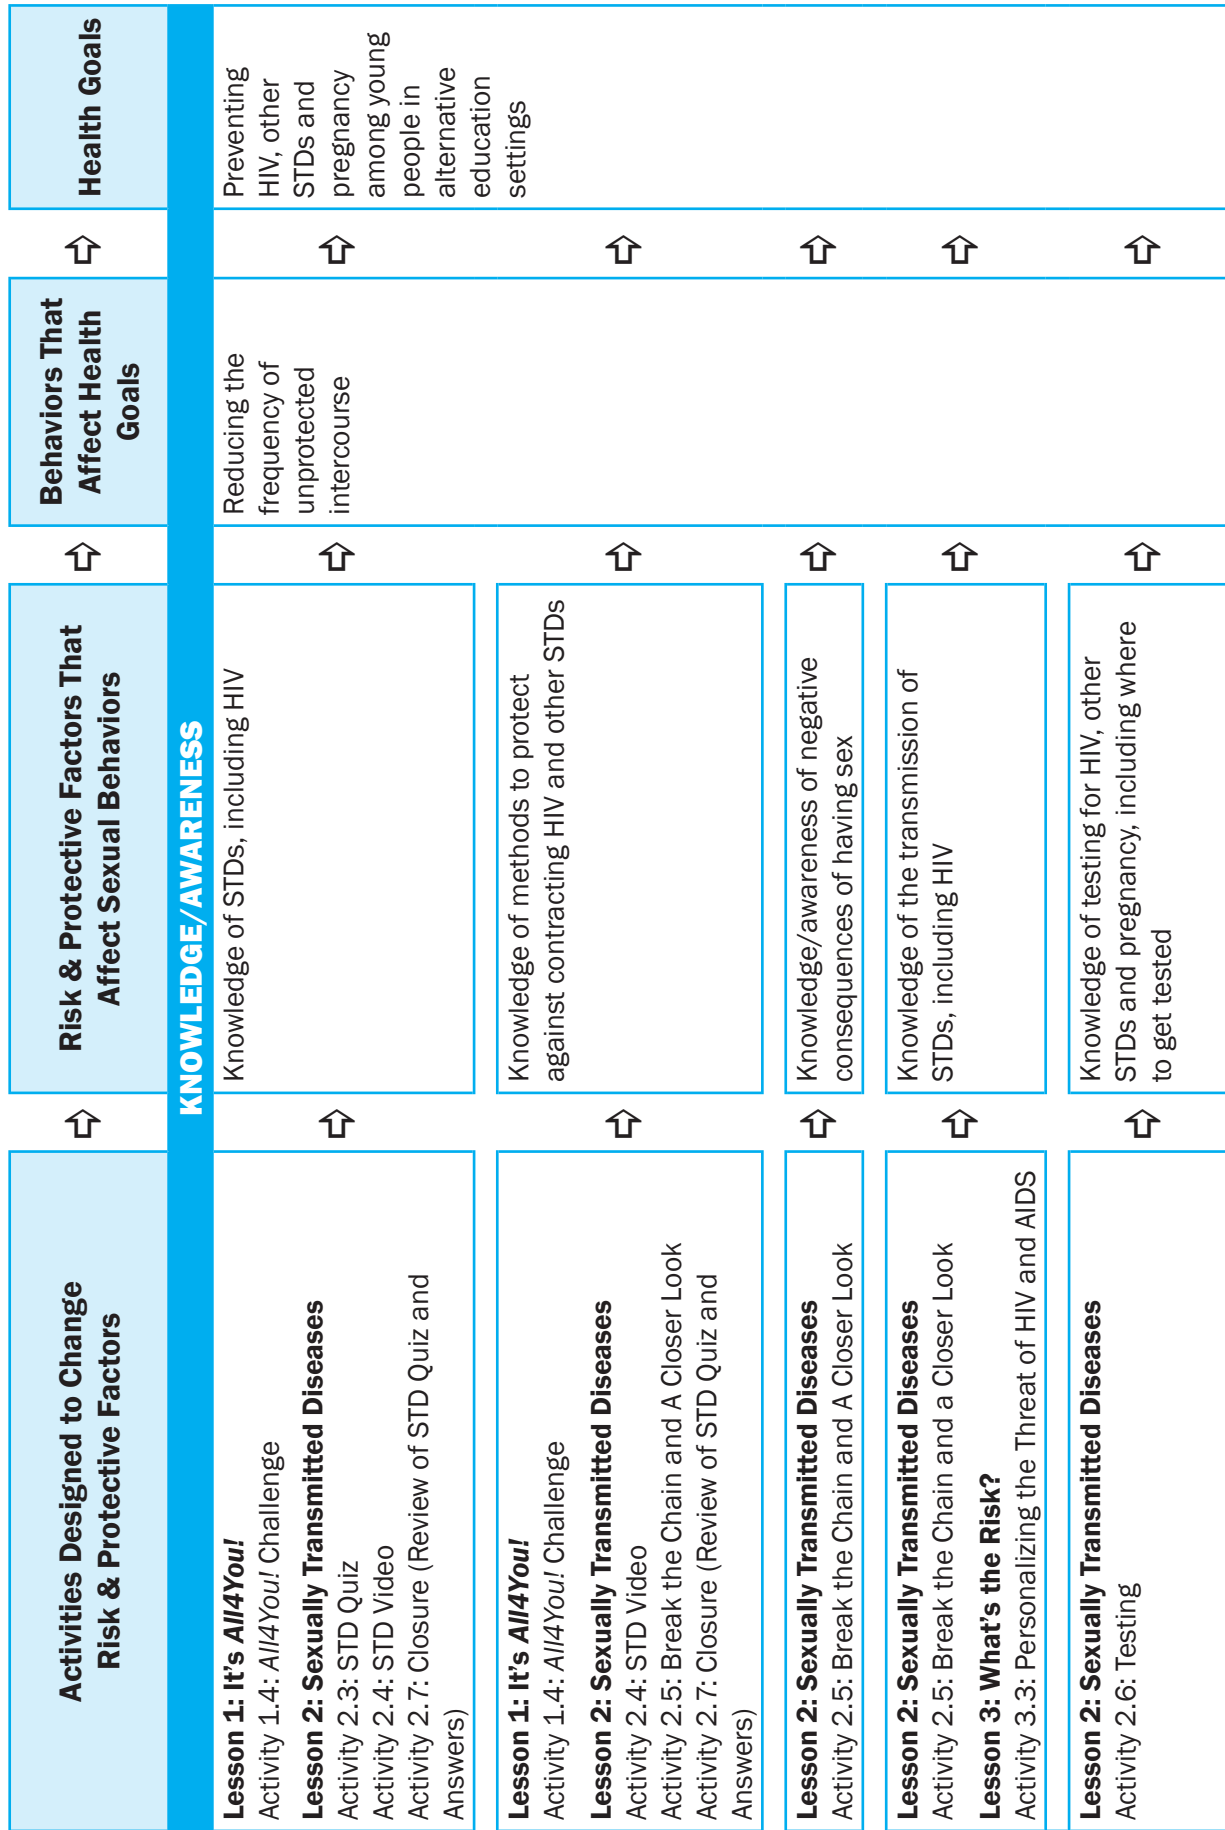 Activities Designed to Change
Risk & Protective Factors
⇨
Risk & Protective Factors That
Affect Sexual Behaviors
⇨
Behaviors That
Affect Health
Goals
⇨
Health Goals
KNOWLEDGE/AWARENESS
Lesson 1: It’s All4You!
Activity 1.4: All4You! Challenge
Lesson 2: Sexually Transmitted Diseases
Activity 2.3: STD Quiz
Activity 2.4: STD Video
Activity 2.7: Closure (Review of STD Quiz and
Answers)
⇨
Knowledge of STDs, including HIV
⇨
Reducing the
frequency of
unprotected
intercourse
⇨
Preventing
HIV, other
STDs and
pregnancy
among young
people in
alternative
education
settings
Lesson 1: It’s All4You!
Activity 1.4: All4You! Challenge
Lesson 2: Sexually Transmitted Diseases
Activity 2.4: STD Video
Activity 2.5: Break the Chain and A Closer Look
Activity 2.7: Closure (Review of STD Quiz and
Answers)
⇨
Knowledge of methods to protect
against contracting HIV and other STDs
⇨
⇨
Lesson 2: Sexually Transmitted Diseases
Activity 2.5: Break the Chain and A Closer Look
⇨
Knowledge/awareness of negative
consequences of having sex
⇨
⇨
Lesson 2: Sexually Transmitted Diseases
Activity 2.5: Break the Chain and a Closer Look
Lesson 3: What’s the Risk?
Activity 3.3: Personalizing the Threat of HIV and AIDS
⇨
Knowledge of the transmission of
STDs, including HIV
⇨
⇨
Lesson 2: Sexually Transmitted Diseases
Activity 2.6: Testing
⇨
Knowledge of testing for HIV, other
STDs and pregnancy, including where
to get tested
⇨
⇨